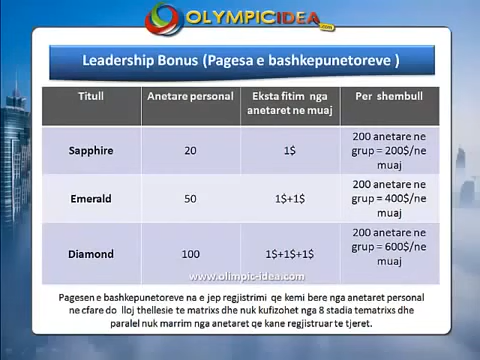 OLYMPICIDEA.com
Leadership Bonus (Pagesa e bashkepunetoreve )
Titull
Anetare personal
Eksta fitim nga
anetaret ne muaj
Per shembull
Sapphire
20
1$
200 anetare ne
grup = 200$/ne
muaj
Emerald
50
1$+1$
200 anetare ne
grup = 400$/ne
muaj
Diamond
100
1$+1$+1$
200 anetare ne
grup = 600$/ne
muaj
www.olimpic-idea.com
Pagesen e bashkepunetoreve na e jep regjistrimi qe kemi bere nga anetaret personal
ne cfare do lloj thellesie te matrixs dhe nuk kufizohet nga 8 stadia tematrixs dhe
paralel nuk marrim nga anetaret qe kane regjistruar te tjeret.